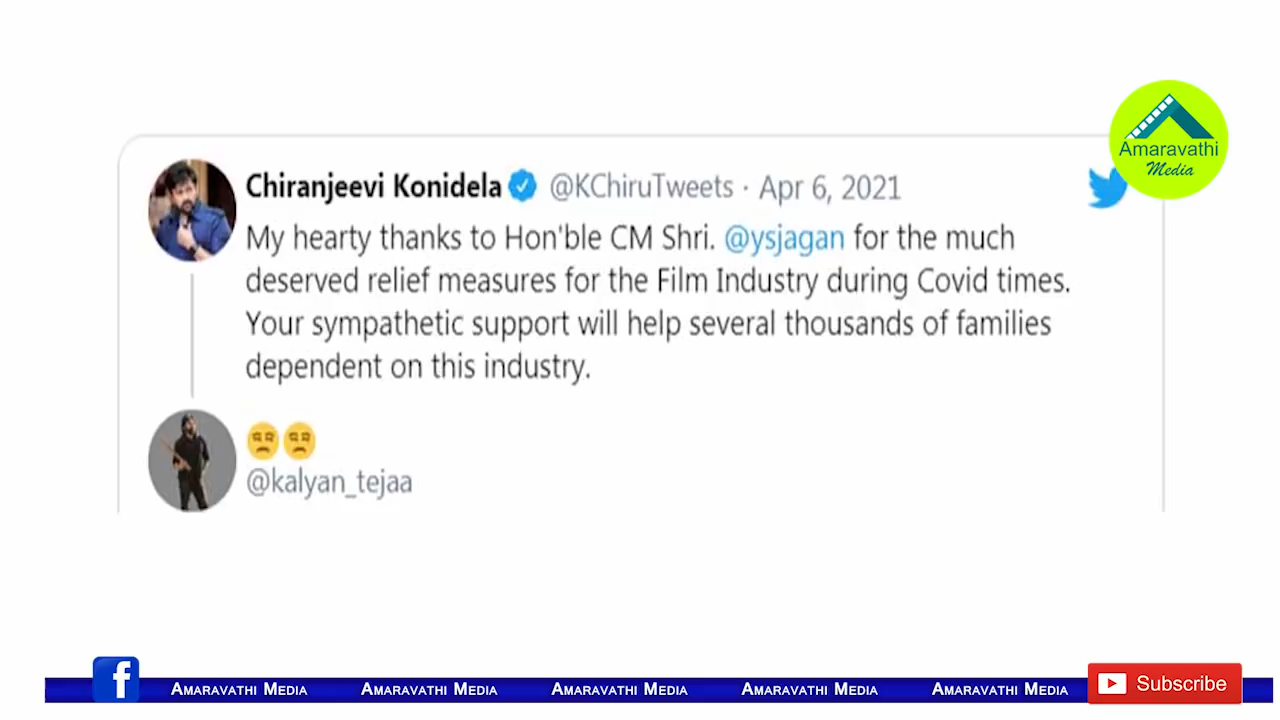 Amaravathi
Media
Chiranjeevi Konidela @KChiruTweets · Apr 6, 2021
My hearty thanks to Hon'ble CM Shri. @ysjagan for the much
deserved relief measures for the Film Industry during Covid times.
Your sympathetic support will help several thousands of families
dependent on this industry.
😒😒
@kalyan_tejaa
f AMARAVATHI MEDIA AMARAVATHI MEDIA AMARAVATHI MEDIA AMARAVATHI MEDIA AMARAVATHI MEDIA Subscribe